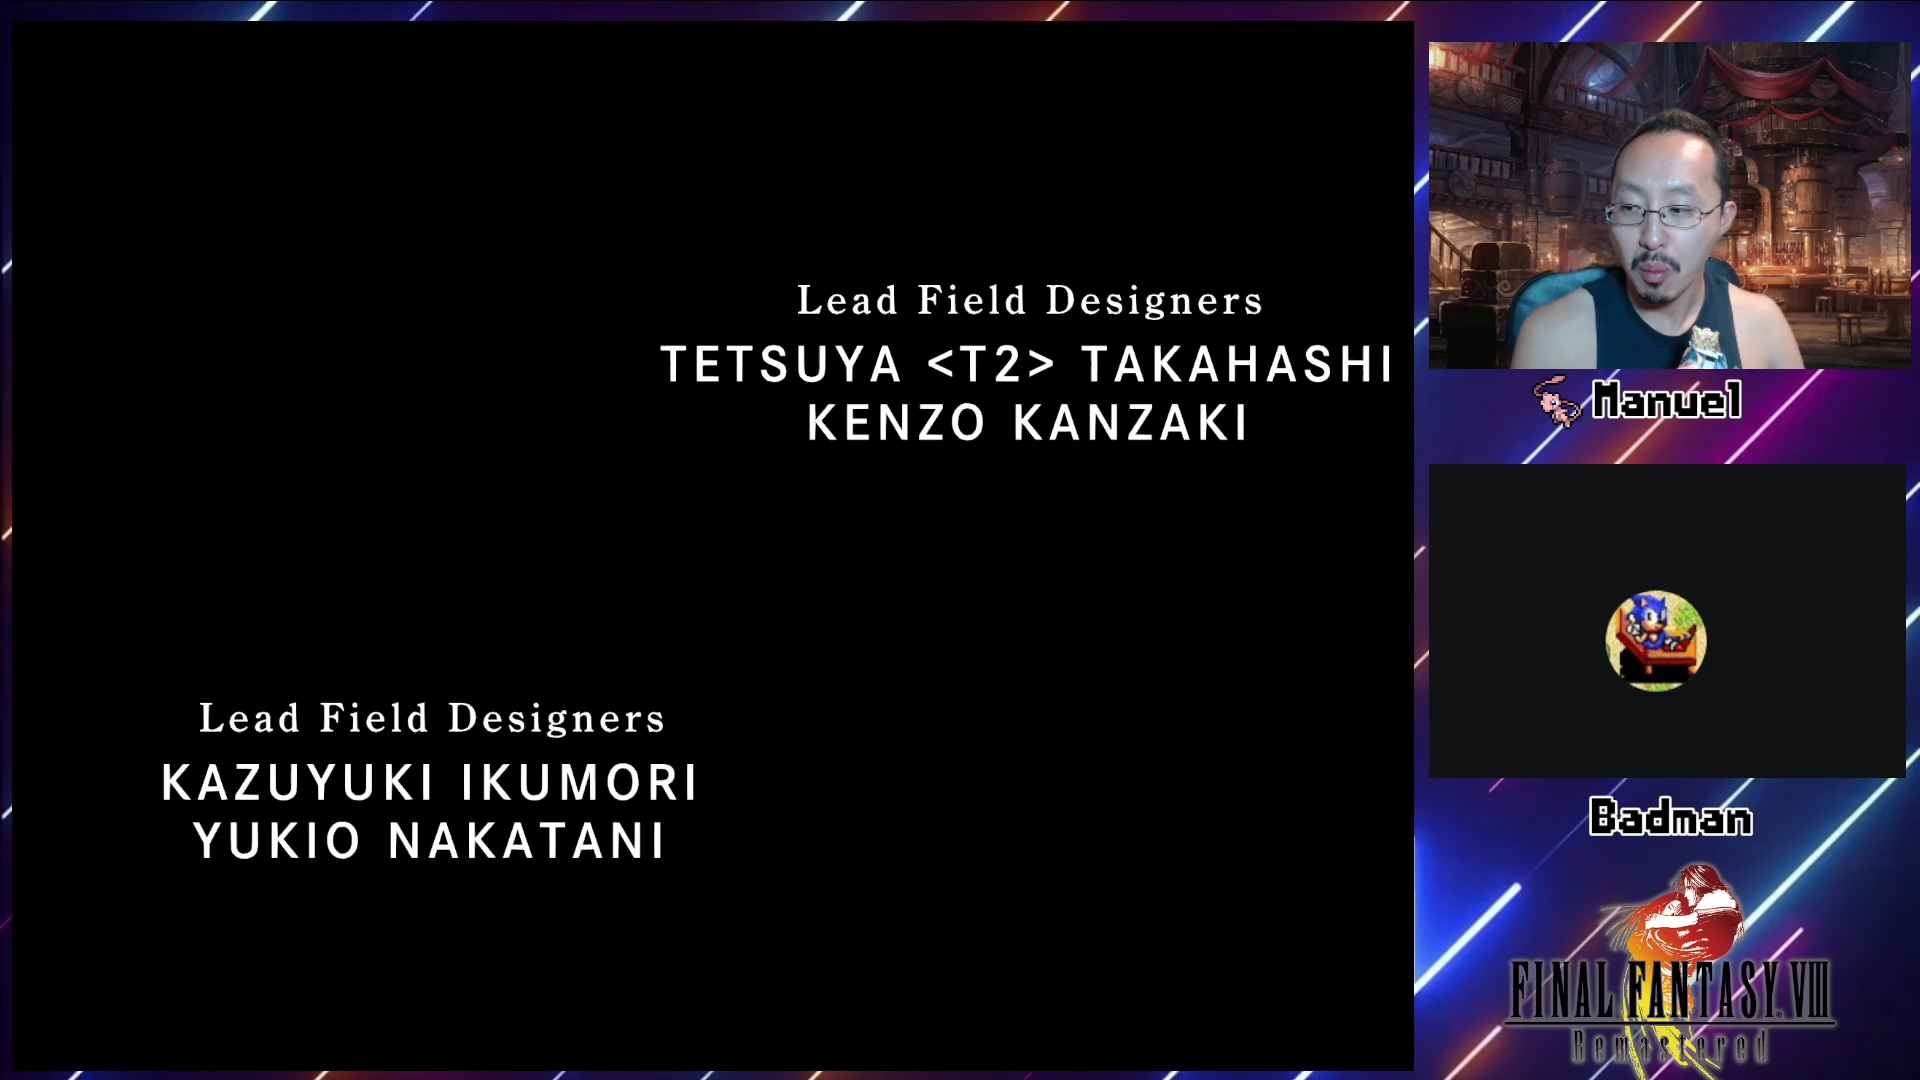 Lead Field Designers
TETSUYA <T2> TAKAHASHI
KENZO KANZAKI
Lead Field Designers
KAZUYUKI IKUMORI
YUKIO NAKATANI
Manuel
Badman
FINAL FANTASY VIII
Remastered